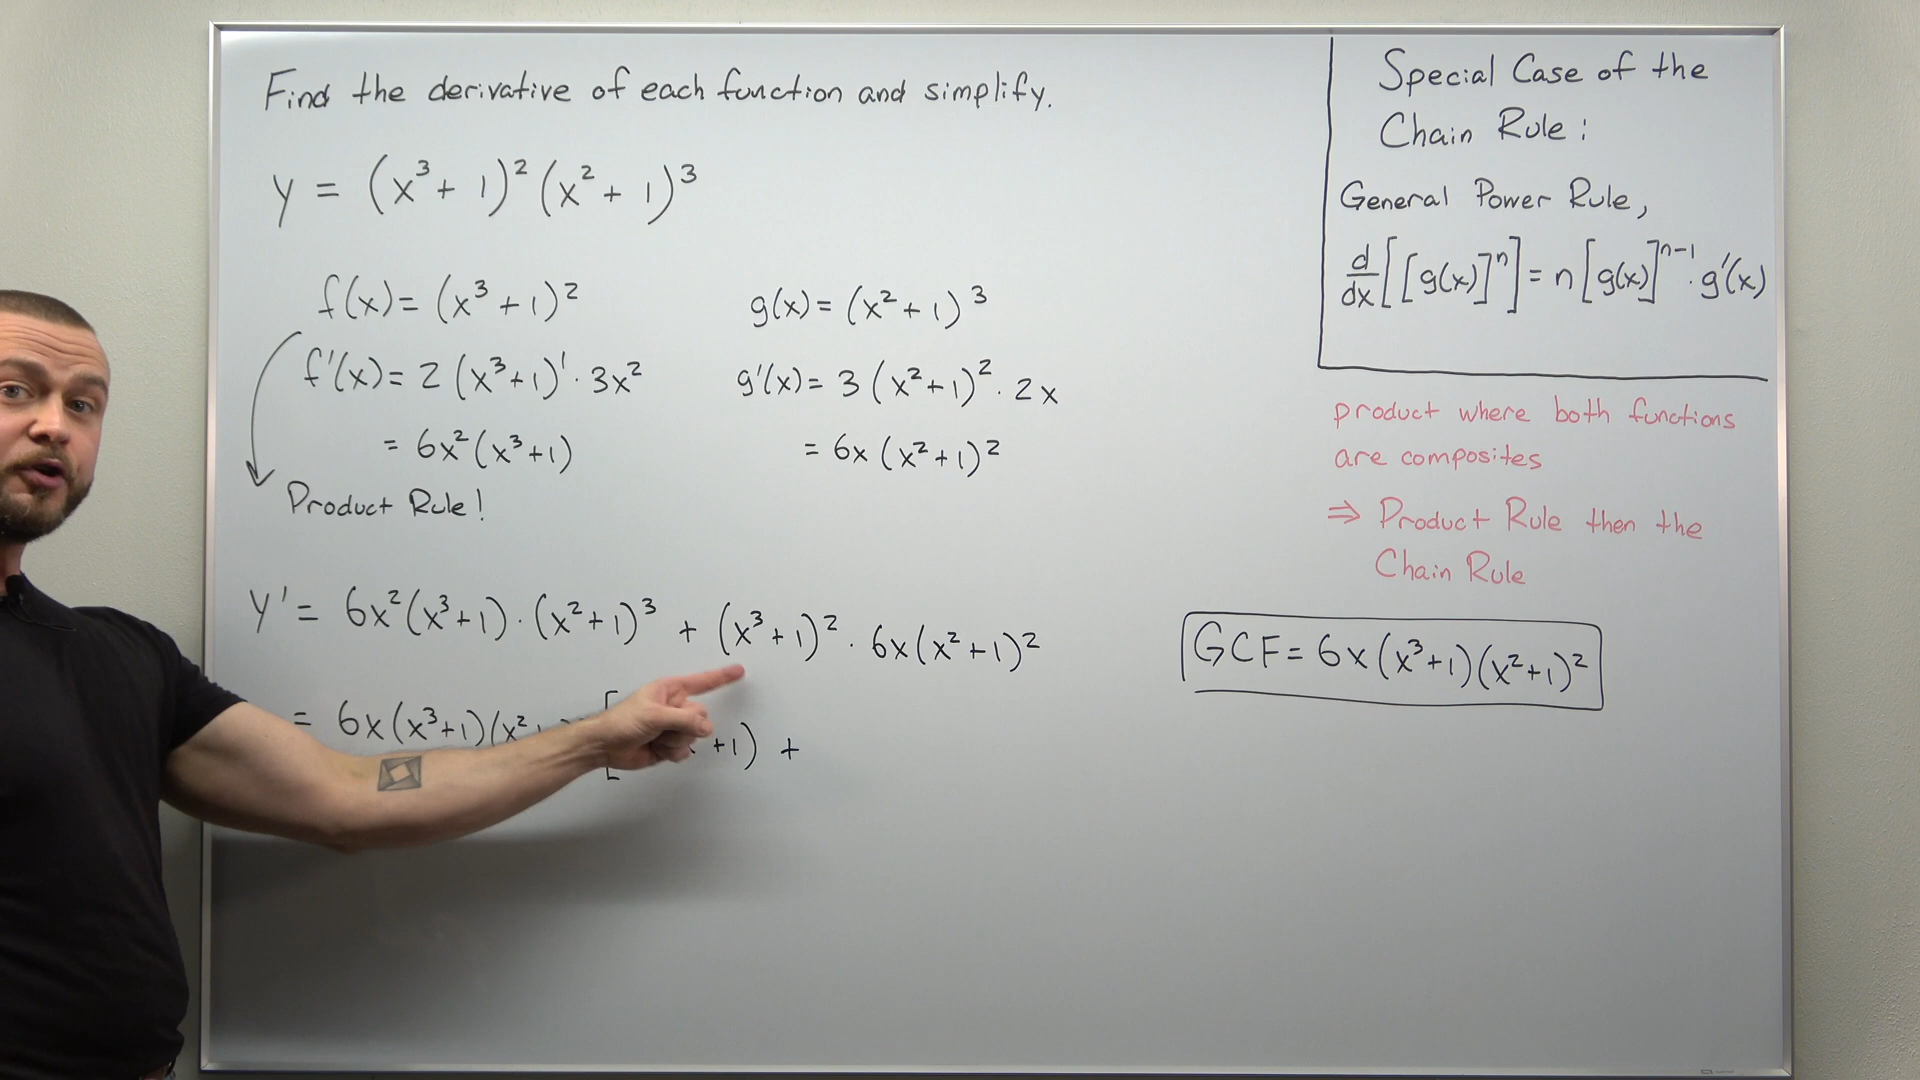 Find the derivative of each function and simplify.
y = (x³ + 1)² (x² + 1)³
f(x) = (x³ + 1)²
f'(x) = 2 (x³+1)' · 3x²
= 6x² (x³+1)
Product Rule!
g(x) = (x² + 1)³
g'(x) = 3 (x²+1)² · 2x
= 6x (x²+1)²
y' = 6x²(x³+1) · (x²+1)³ + (x³+1)² · 6x(x²+1)²
= 6x(x³+1)(x² [ +1) +
Special Case of the
Chain Rule:
General Power Rule,
d/dx [[g(x)]ⁿ] = n [g(x)]ⁿ⁻¹ · g'(x)
product where both functions
are composites
⇒ Product Rule then the
Chain Rule
GCF = 6x(x³+1)(x²+1)²